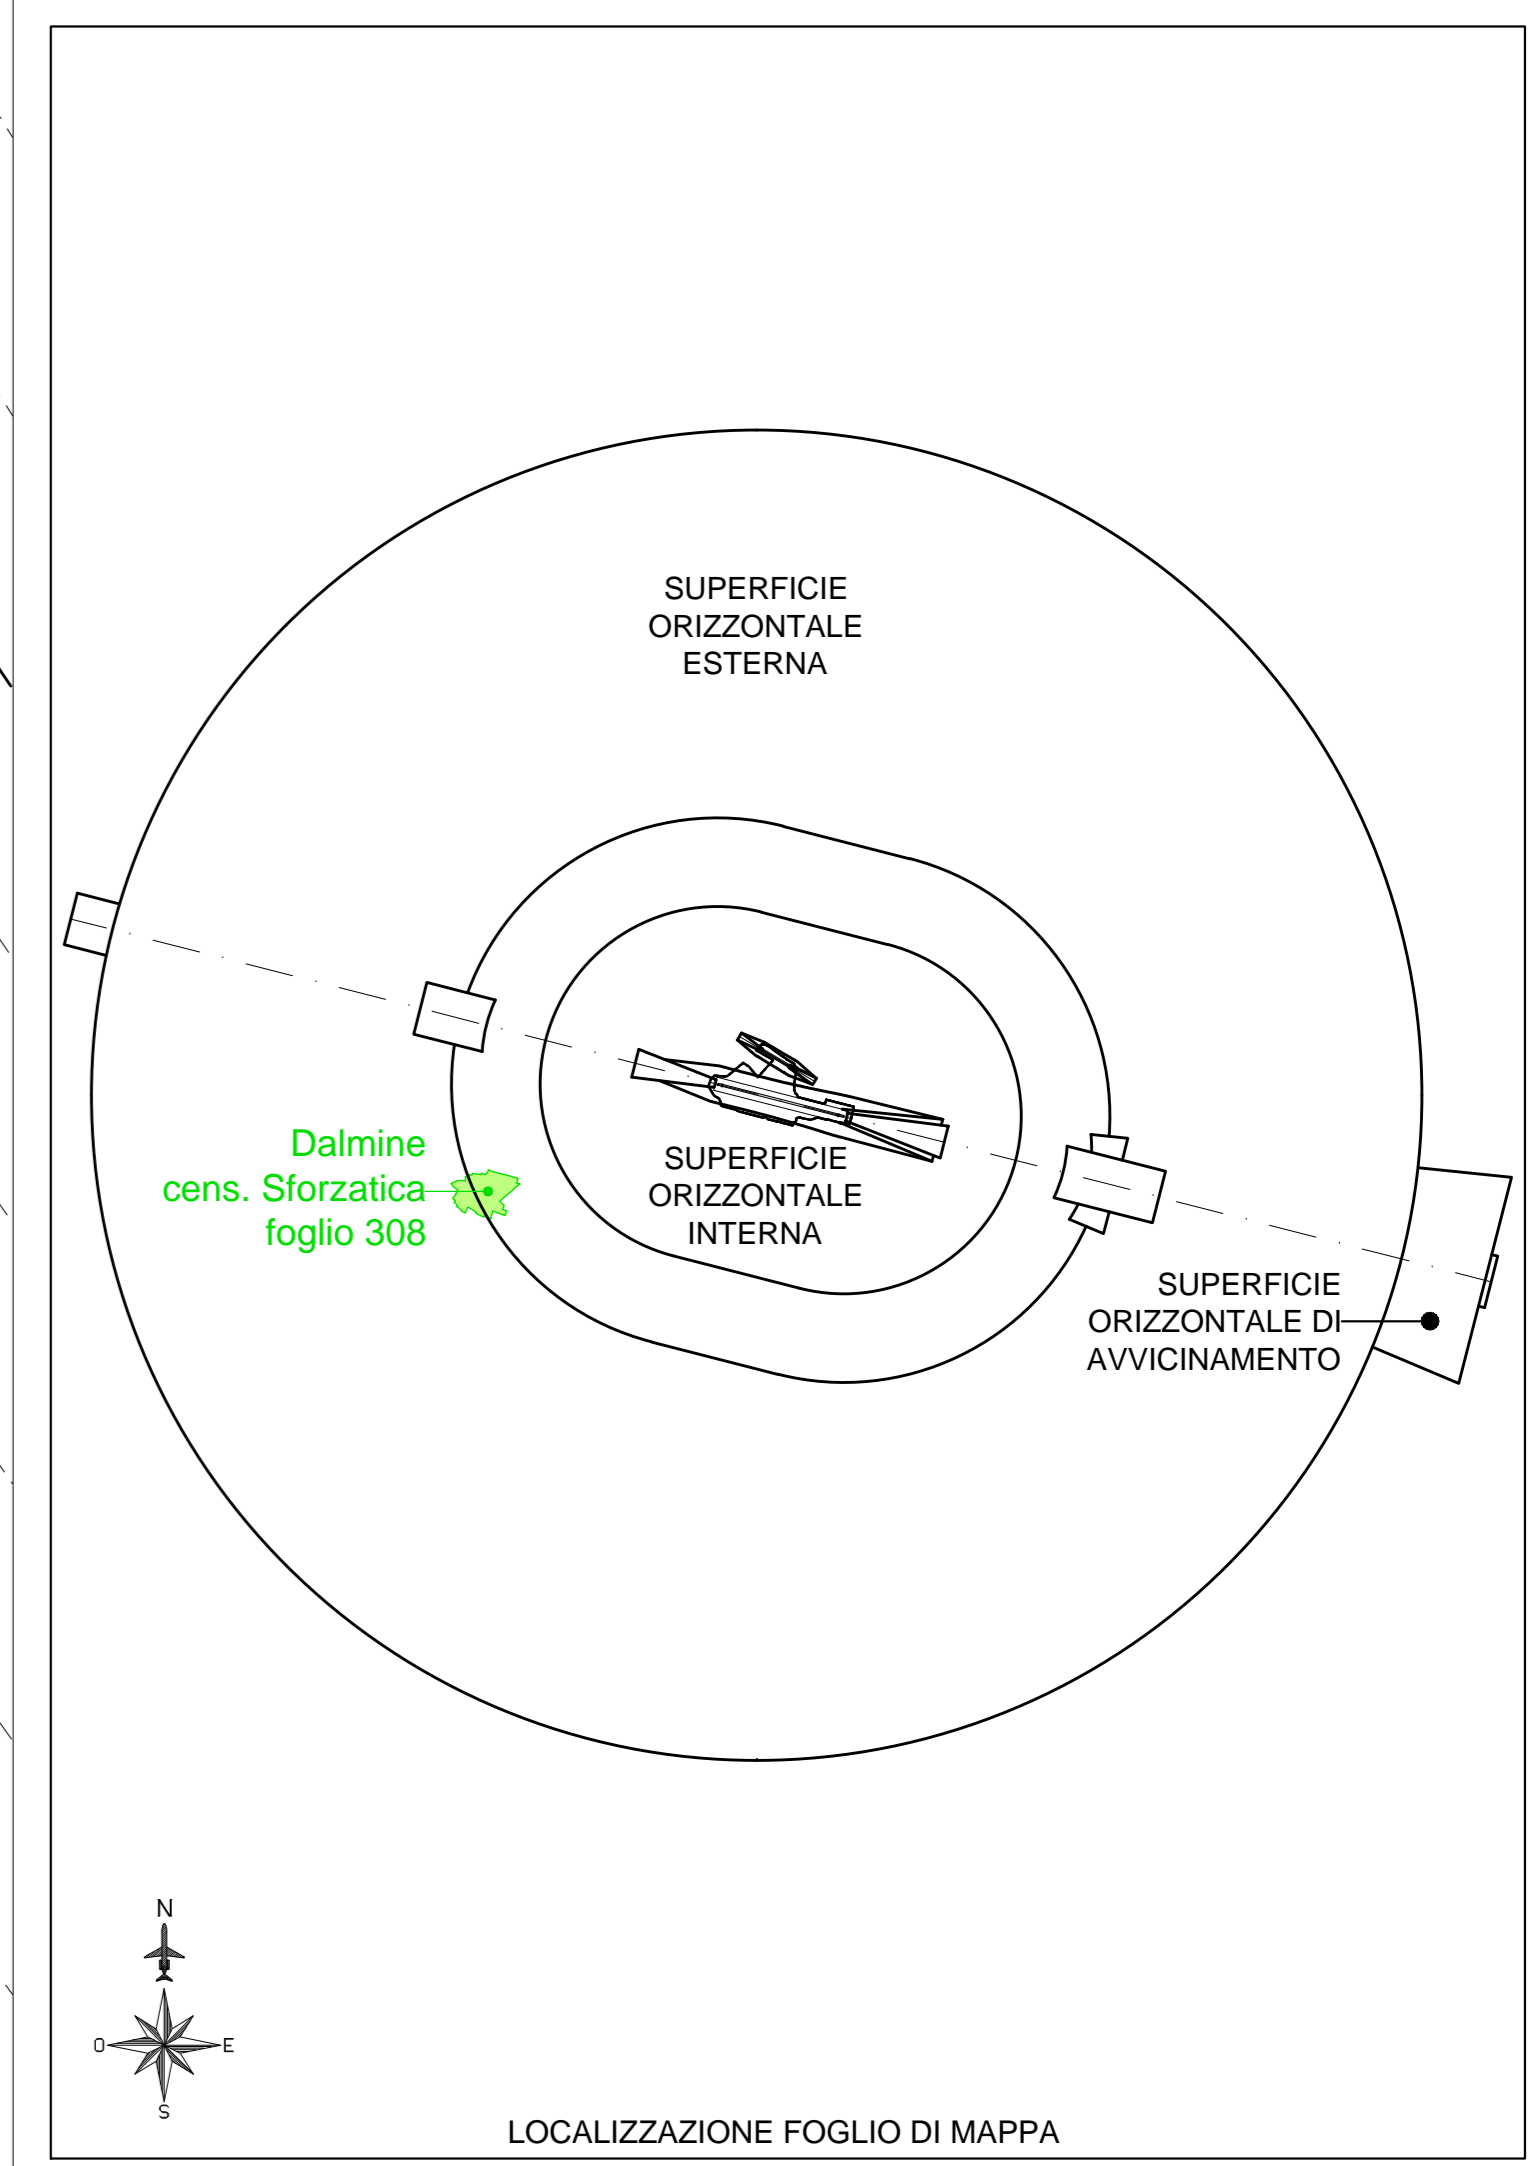 SUPERFICIE
ORIZZONTALE
ESTERNA
Dalmine
cens. Sforzatica
foglio 308
SUPERFICIE
ORIZZONTALE
INTERNA
SUPERFICIE
ORIZZONTALE DI
AVVICINAMENTO
N
O E
S
LOCALIZZAZIONE FOGLIO DI MAPPA